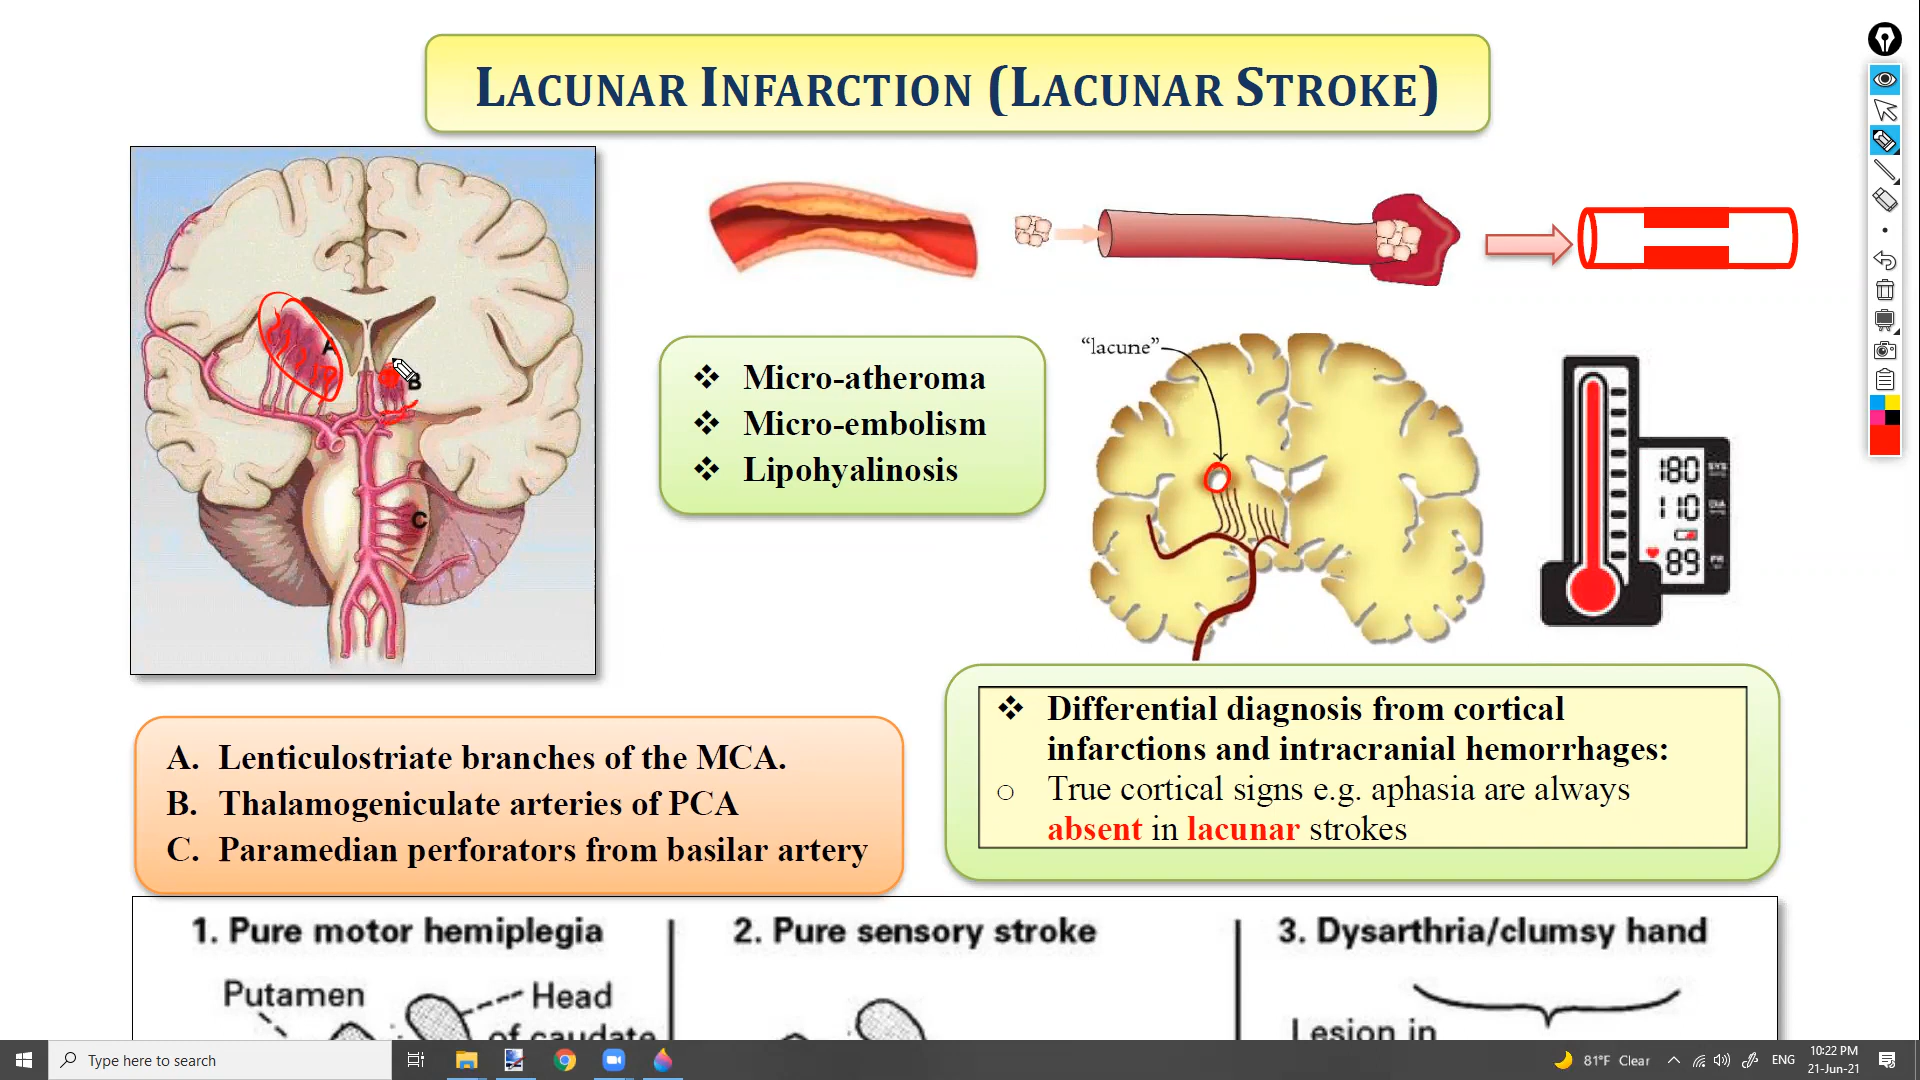 LACUNAR INFARCTION (LACUNAR STROKE)
A
B
C
❖ Micro-atheroma
❖ Micro-embolism
❖ Lipohyalinosis
“lacune”
180 SYS
110 DIA
89
A. Lenticulostriate branches of the MCA.
B. Thalamogeniculate arteries of PCA
C. Paramedian perforators from basilar artery
❖ Differential diagnosis from cortical
infarctions and intracranial hemorrhages:
○ True cortical signs e.g. aphasia are always
absent in lacunar strokes
1. Pure motor hemiplegia
2. Pure sensory stroke
3. Dysarthria/clumsy hand
Putamen
Head
of caudate
Lesion in
Type here to search
81°F Clear
ENG
10:22 PM
21-Jun-21